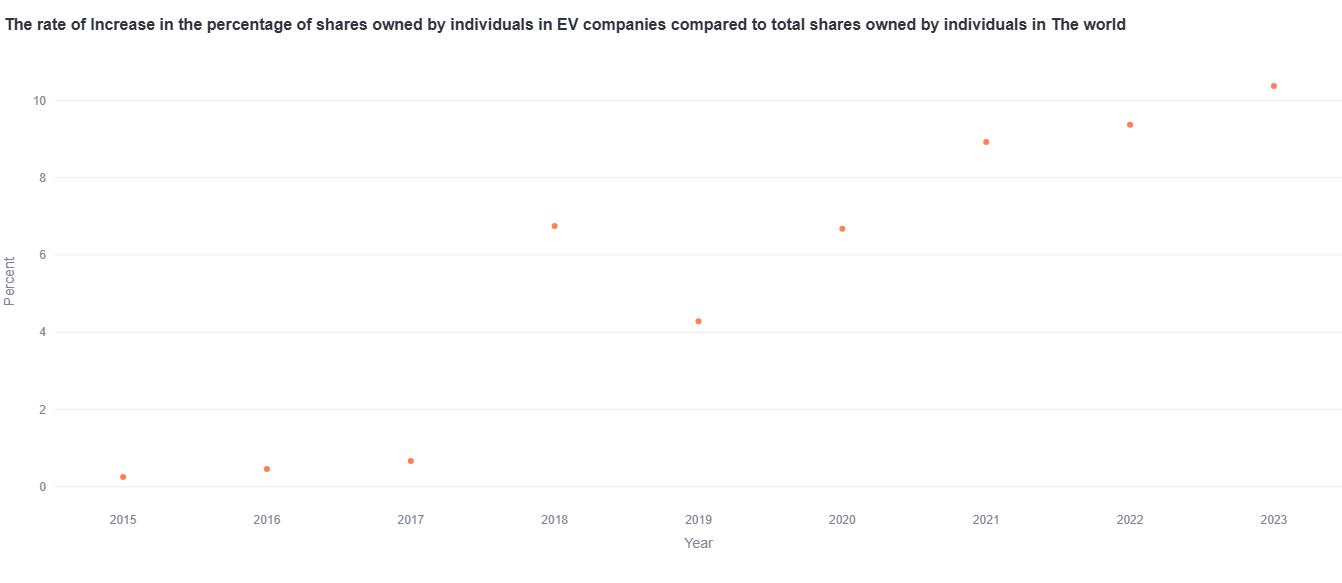 The rate of Increase in the percentage of shares owned by individuals in EV companies compared to total shares owned by individuals in The world
10
8
6
4
2
0
Percent
2015 2016 2017 2018 2019 2020 2021 2022 2023
Year